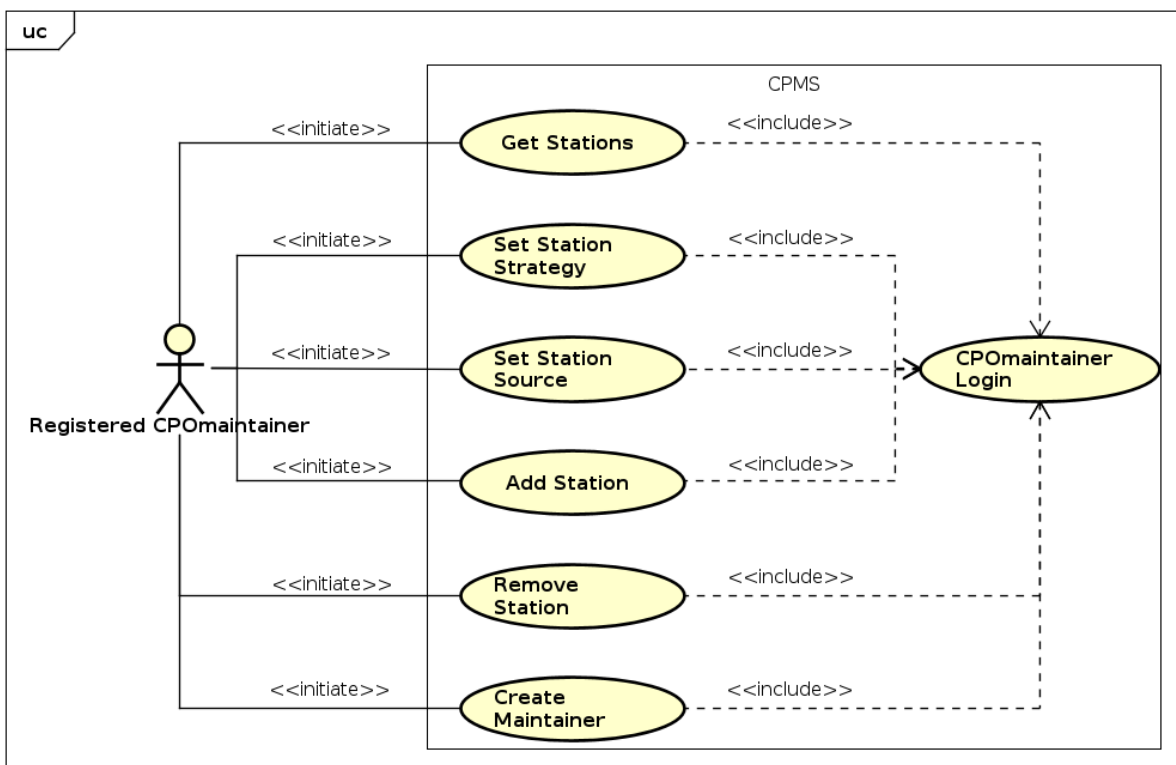 uc
CPMS
<<initiate>>
Get Stations
<<include>>
<<initiate>>
Set Station
Strategy
<<include>>
<<initiate>>
Set Station
Source
<<include>>
CPOmaintainer
Login
Registered CPOmaintainer
<<initiate>>
Add Station
<<include>>
<<initiate>>
Remove
Station
<<include>>
<<initiate>>
Create
Maintainer
<<include>>